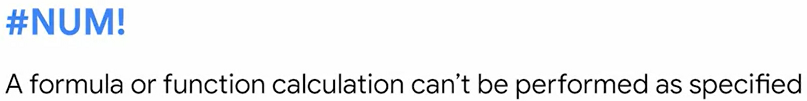 #NUM!
A formula or function calculation can’t be performed as specified